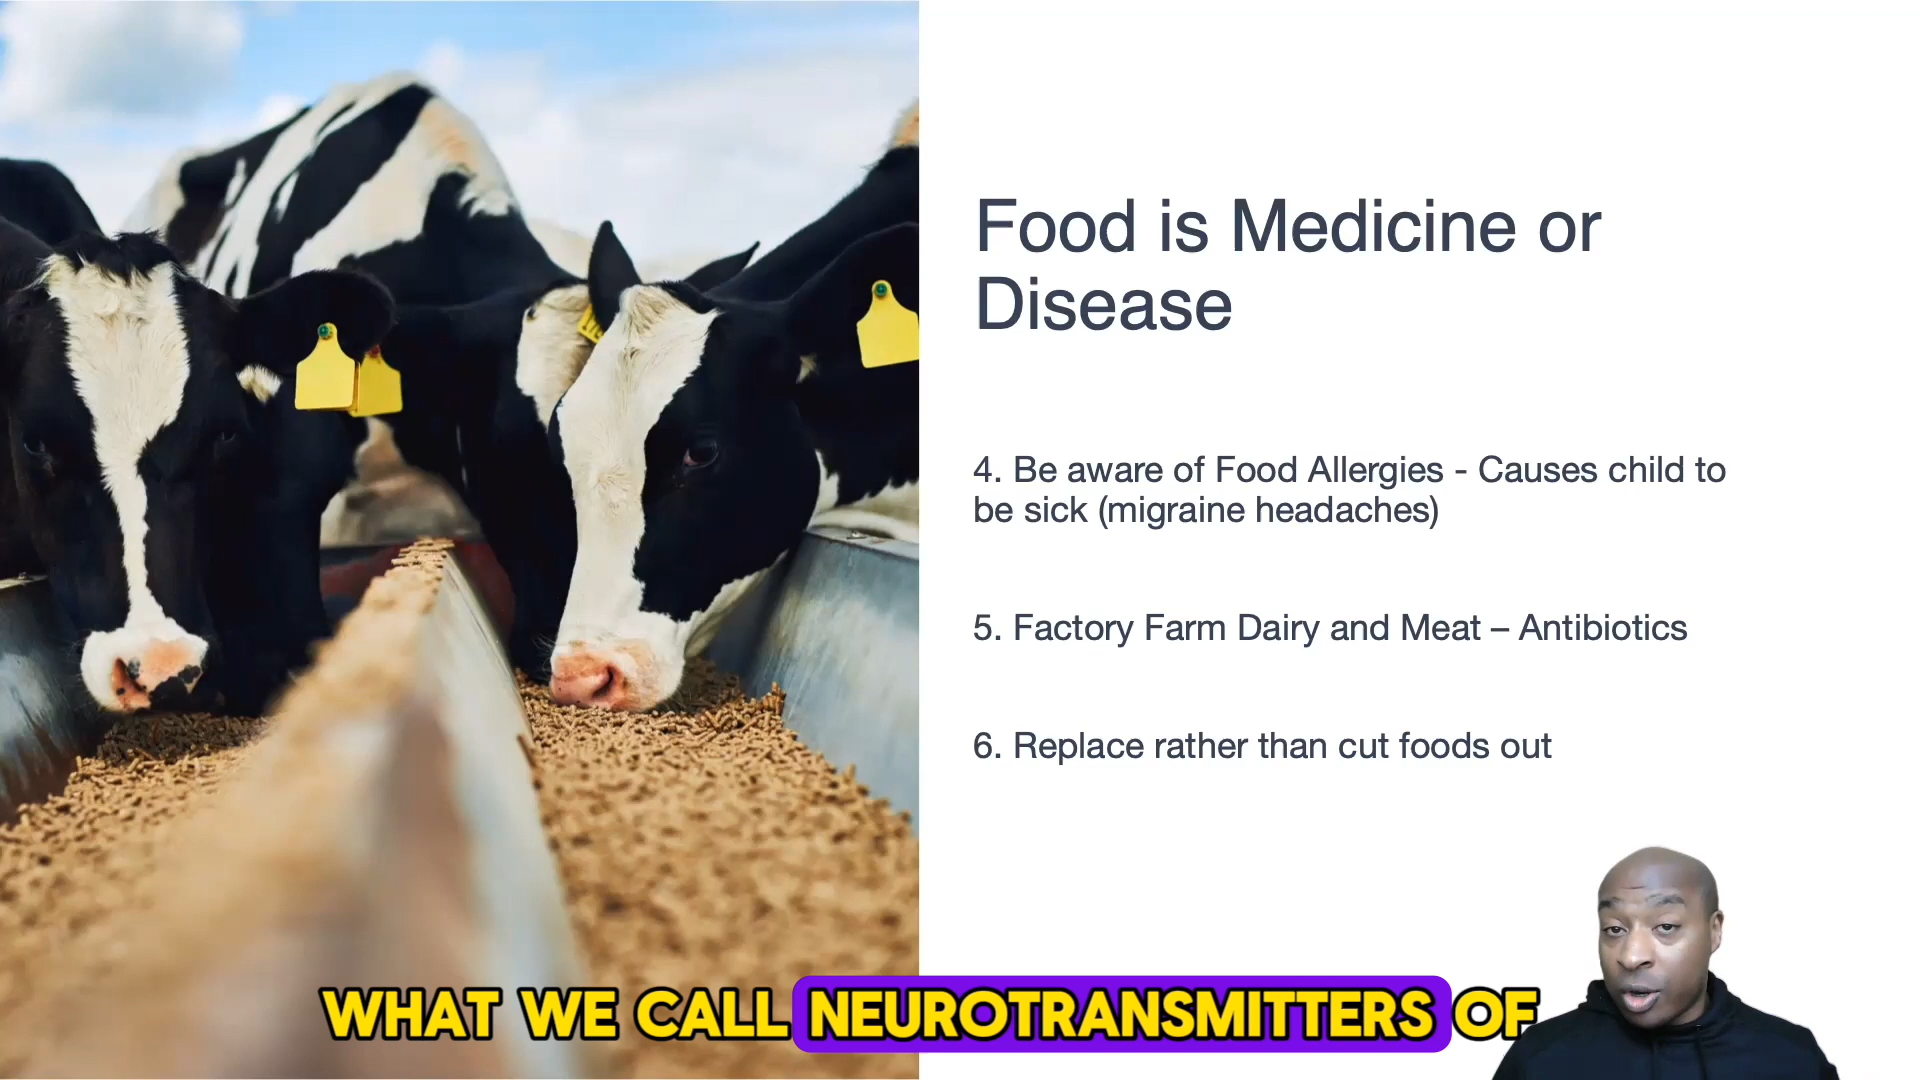 Food is Medicine or
Disease
4. Be aware of Food Allergies - Causes child to
be sick (migraine headaches)
5. Factory Farm Dairy and Meat – Antibiotics
6. Replace rather than cut foods out
WHAT WE CALL NEUROTRANSMITTERS OF